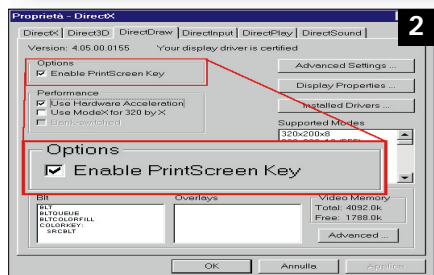 Proprietà - DirectX
2
DirectX Direct3D DirectDraw DirectInput DirectPlay DirectSound
Version: 4.05.00.0155 Your display driver is certified
Options
Enable PrintScreen Key
Advanced Settings ...
Display Properties ...
Performance
Use Hardware Acceleration
Use ModeX for 320 by X
Bank-switched
Installed Drivers ...
Supported Modes
320x200x8
Options
Enable PrintScreen Key
Blt
BLT
BLTQUEUE
BLTCOLORFILL
COLORKEY:
SRCBLT
Overlays
Video Memory
Total: 4092.0k
Free: 1788.0k
Advanced ...
OK
Annulla
Applica